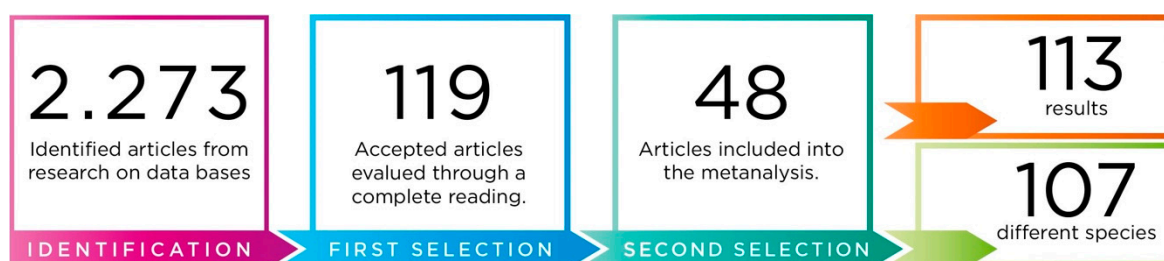 2.273
Identified articles from
research on data bases
IDENTIFICATION
119
Accepted articles
evalued through a
complete reading.
FIRST SELECTION
48
Articles included into
the metanalysis.
SECOND SELECTION
113
results
107
different species